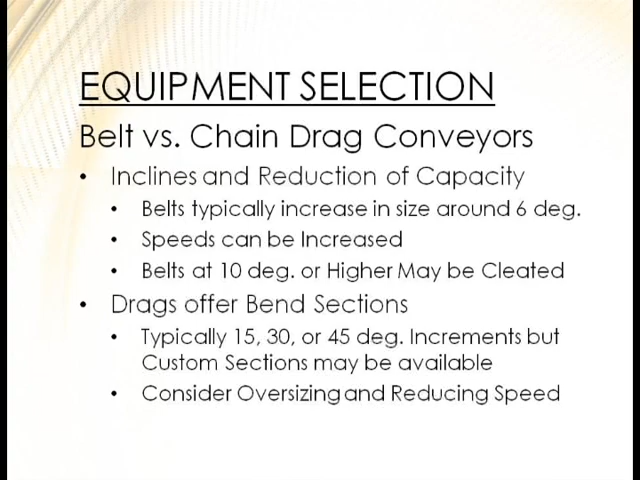 EQUIPMENT SELECTION
Belt vs. Chain Drag Conveyors
• Inclines and Reduction of Capacity
• Belts typically increase in size around 6 deg.
• Speeds can be Increased
• Belts at 10 deg. or Higher May be Cleated
• Drags offer Bend Sections
• Typically 15, 30, or 45 deg. Increments but
Custom Sections may be available
• Consider Oversizing and Reducing Speed